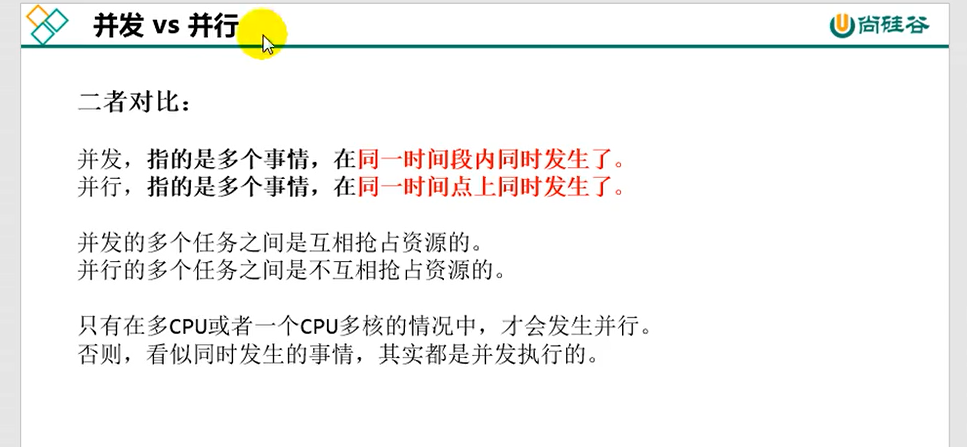 并发 vs 并行
尚硅谷
二者对比：
并发，指的是多个事情，在同一时间段内同时发生了。
并行，指的是多个事情，在同一时间点上同时发生了。
并发的多个任务之间是互相抢占资源的。
并行的多个任务之间是不互相抢占资源的。
只有在多CPU或者一个CPU多核的情况中，才会发生并行。
否则，看似同时发生的事情，其实都是并发执行的。